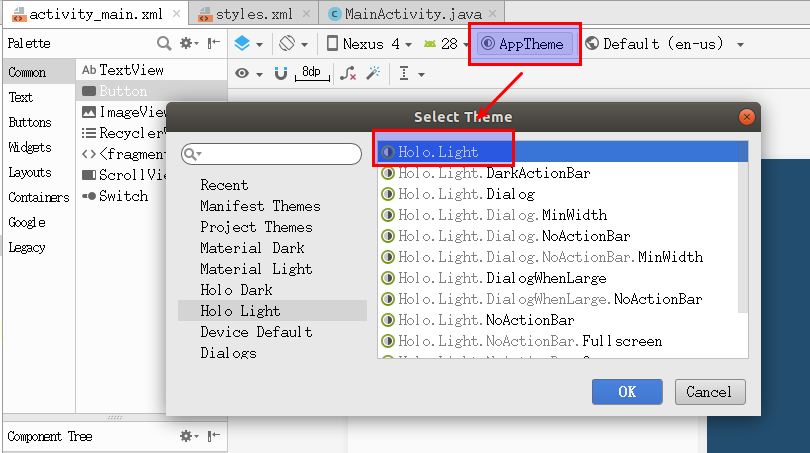 activity_main.xml styles.xml MainActivity.java
Palette Nexus 4 28 AppTheme Default (en-us)
8dp
Common
Text
Buttons
Widgets
Layouts
Containers
Google
Legacy
Ab TextView
Button
ImageView
<fragment
Switch
Select Theme
Recent
Manifest Themes
Project Themes
Material Dark
Material Light
Holo Dark
Holo Light
Device Default
Dialogs
Holo.Light
Holo.Light.DarkActionBar
Holo.Light.Dialog
Holo.Light.Dialog.MinWidth
Holo.Light.Dialog.NoActionBar
Holo.Light.Dialog.NoActionBar.MinWidth
Holo.Light.DialogWhenLarge
Holo.Light.DialogWhenLarge.NoActionBar
Holo.Light.NoActionBar
Holo.Light.NoActionBar.Fullscreen
OK Cancel
Component Tree